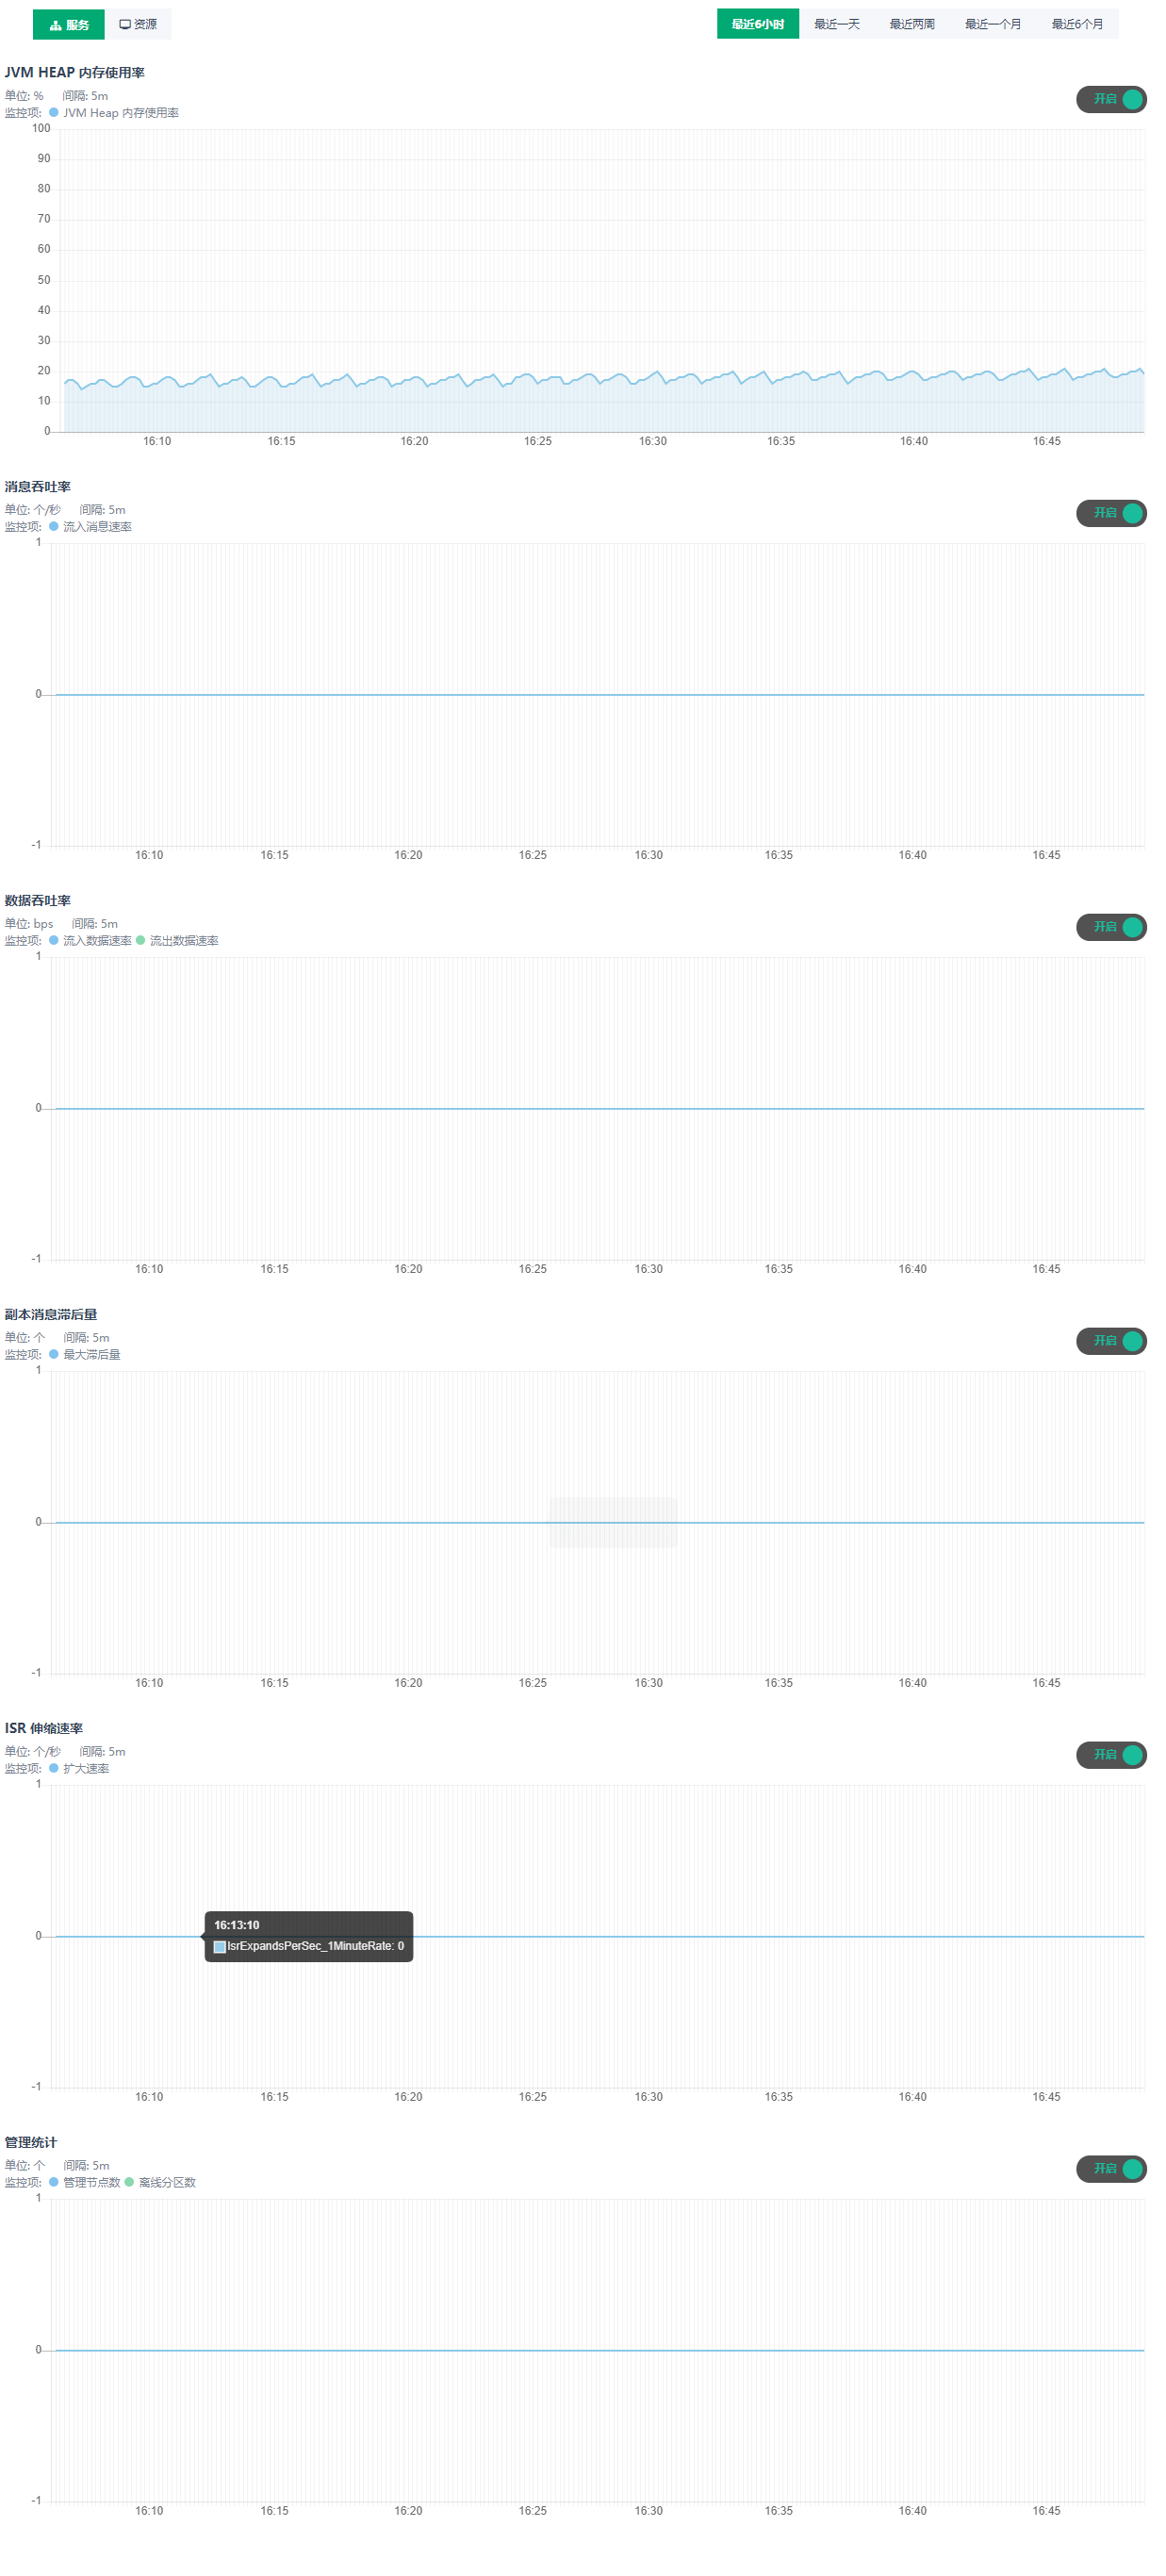 服务 资源 最近6小时 最近一天 最近两周 最近一个月 最近6个月
JVM HEAP 内存使用率
单位: % 间隔: 5m
开启
监控项: JVM Heap 内存使用率
100
90
80
70
60
50
40
30
20
10
0
16:10 16:15 16:20 16:25 16:30 16:35 16:40 16:45
消息吞吐率
单位: 个/秒 间隔: 5m
开启
监控项: 流入消息速率
1
0
-1
16:10 16:15 16:20 16:25 16:30 16:35 16:40 16:45
数据吞吐率
单位: bps 间隔: 5m
开启
监控项: 流入数据速率 流出数据速率
1
0
-1
16:10 16:15 16:20 16:25 16:30 16:35 16:40 16:45
副本消息滞后量
单位: 个 间隔: 5m
开启
监控项: 最大滞后量
1
0
-1
16:10 16:15 16:20 16:25 16:30 16:35 16:40 16:45
ISR 伸缩速率
单位: 个/秒 间隔: 5m
开启
监控项: 扩大速率
1
16:13:10
0
IsrExpandsPerSec_1MinuteRate: 0
-1
16:10 16:15 16:20 16:25 16:30 16:35 16:40 16:45
管理统计
单位: 个 间隔: 5m
开启
监控项: 管理节点数 离线分区数
1
0
-1
16:10 16:15 16:20 16:25 16:30 16:35 16:40 16:45